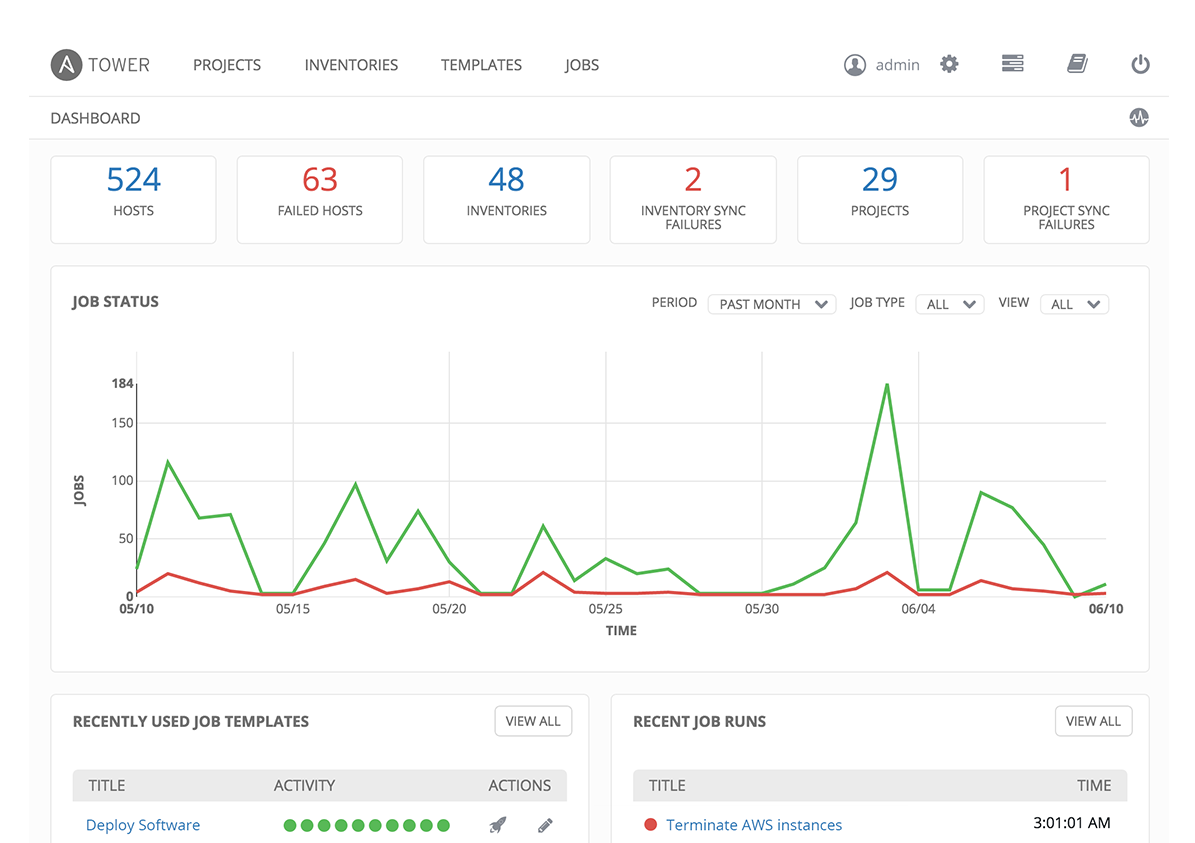 A TOWER PROJECTS INVENTORIES TEMPLATES JOBS admin
DASHBOARD
524 63 48 2 29 1
HOSTS FAILED HOSTS INVENTORIES INVENTORY SYNC PROJECTS PROJECT SYNC
FAILURES FAILURES
JOB STATUS PERIOD PAST MONTH JOB TYPE ALL VIEW ALL
184
150
100
50
0
JOBS
05/10 05/15 05/20 05/25 05/30 06/04 06/10
TIME
RECENTLY USED JOB TEMPLATES VIEW ALL
TITLE ACTIVITY ACTIONS
Deploy Software
RECENT JOB RUNS VIEW ALL
TITLE TIME
Terminate AWS instances 3:01:01 AM